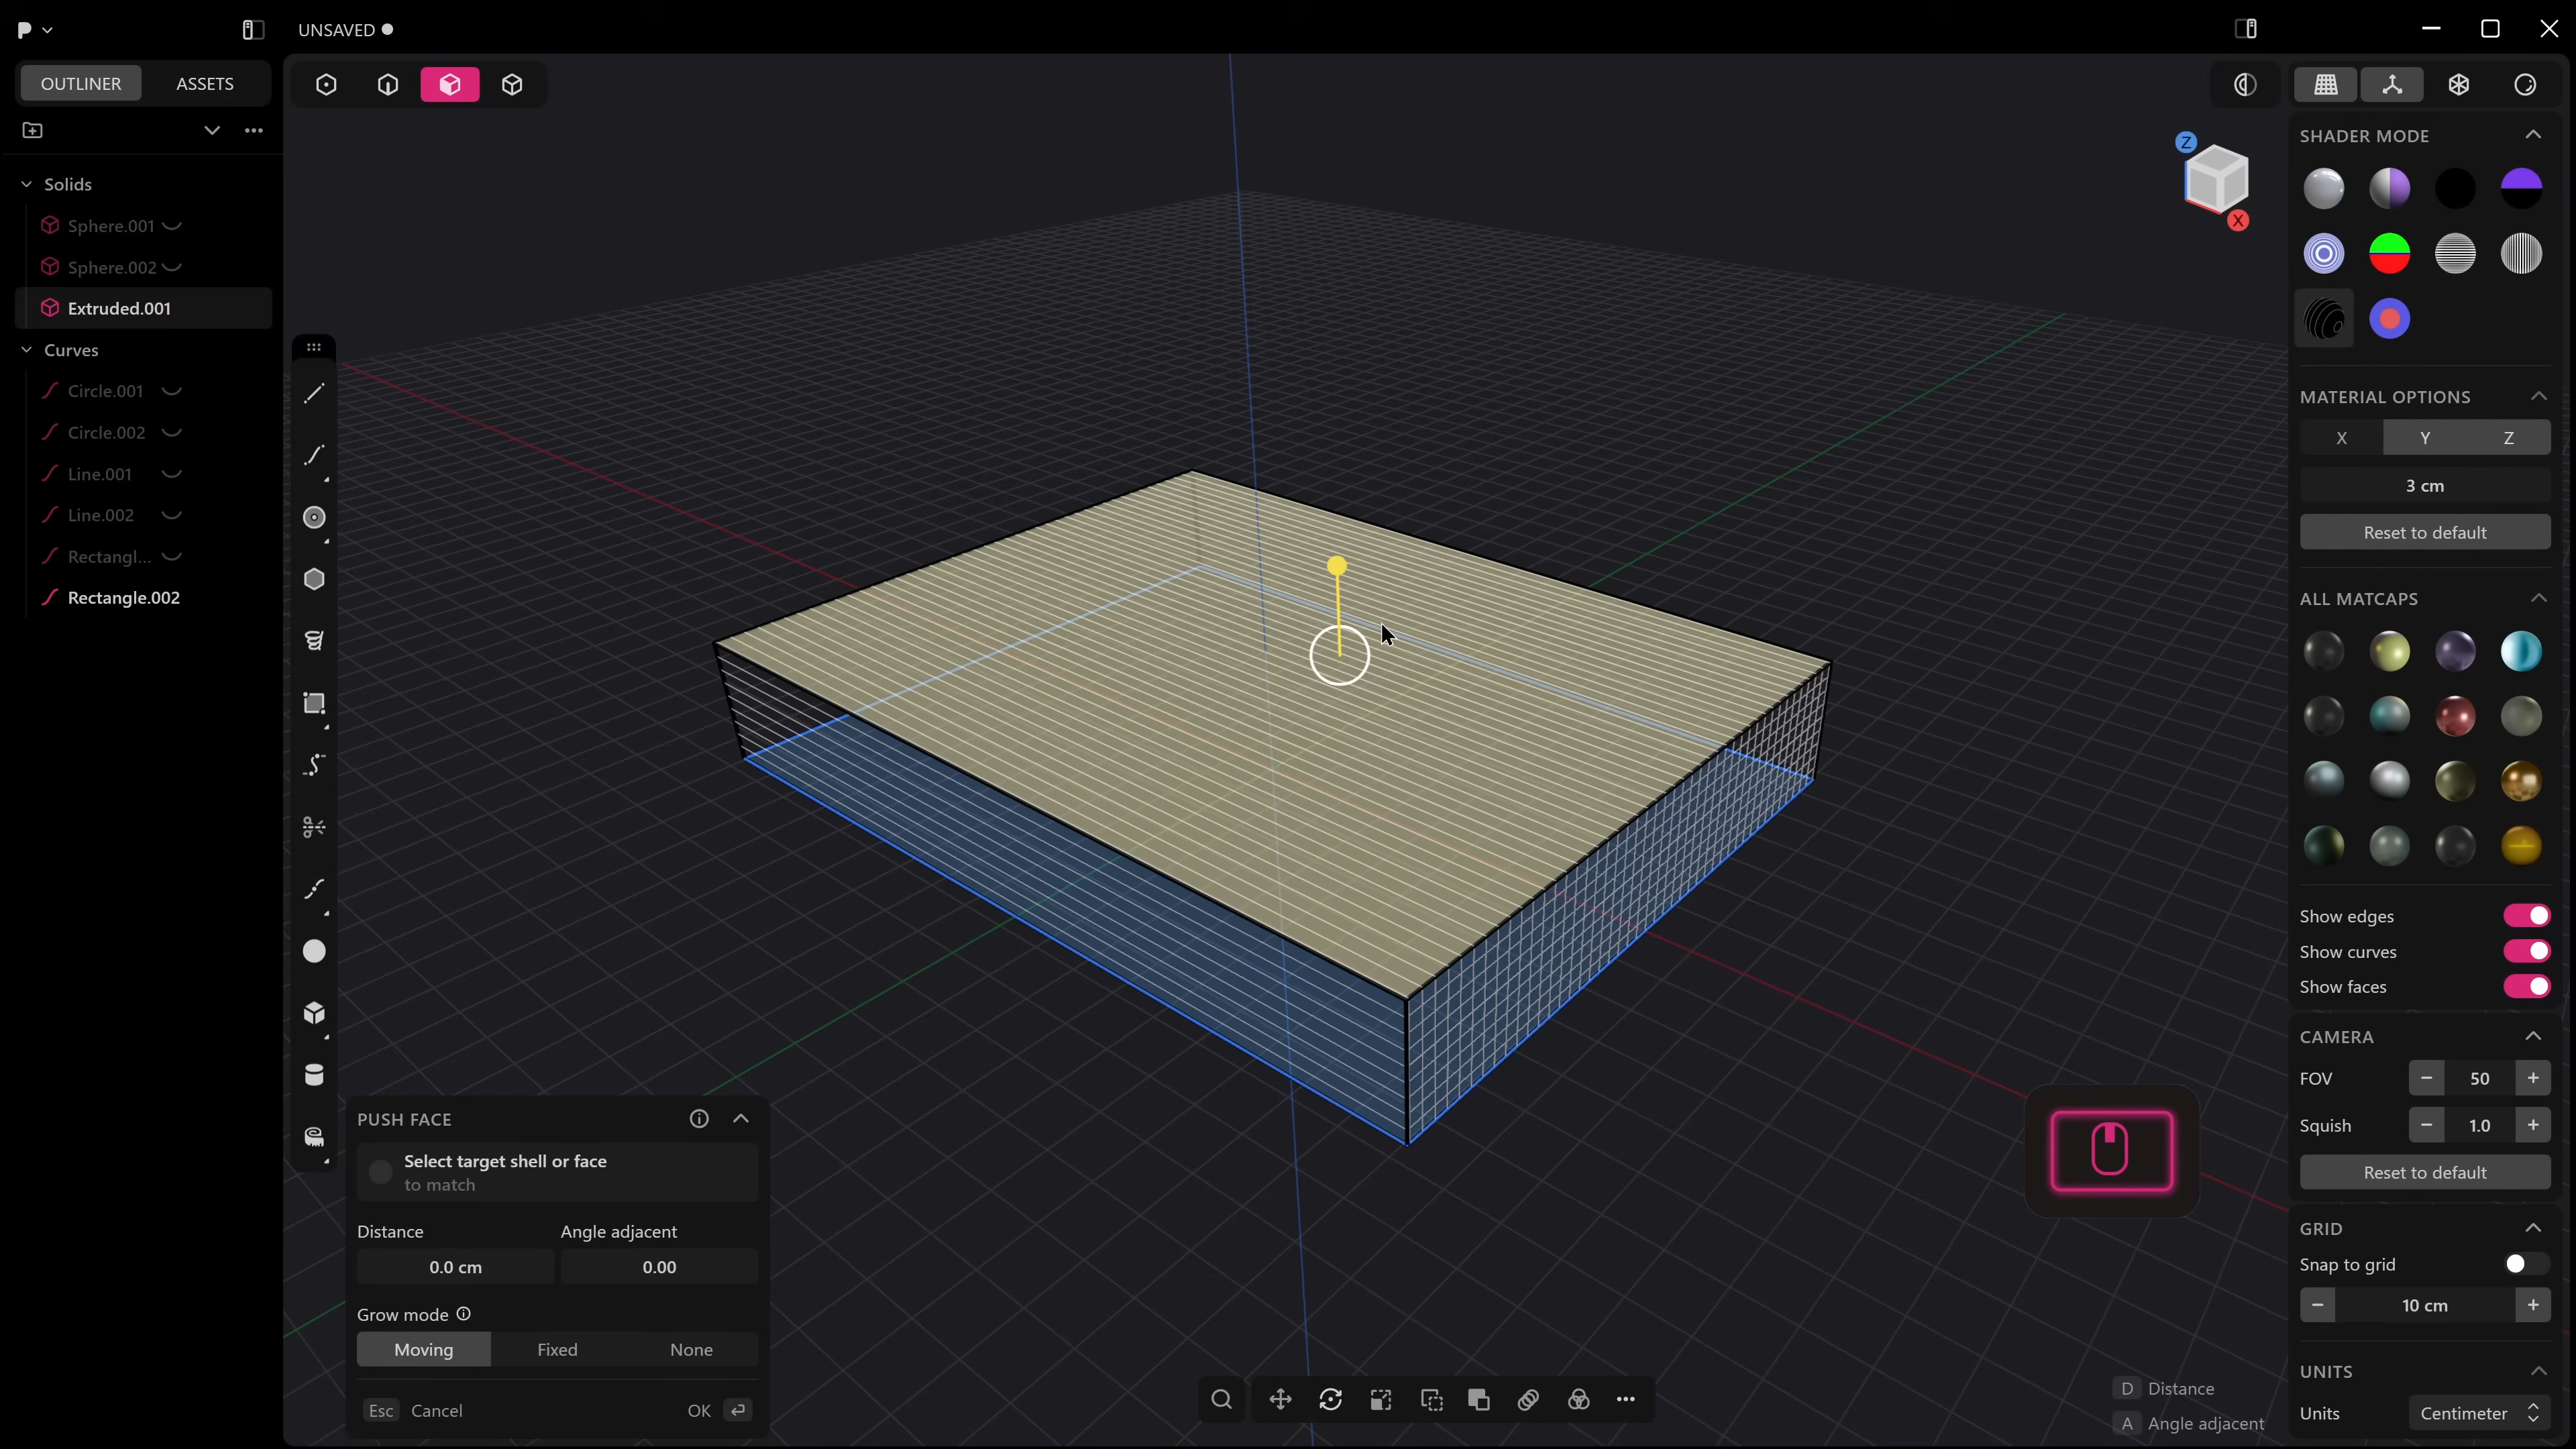 UNSAVED
OUTLINER
ASSETS
Solids
Sphere.001
Sphere.002
Extruded.001
Curves
Circle.001
Circle.002
Line.001
Line.002
Rectangl...
Rectangle.002
Z
X
SHADER MODE
MATERIAL OPTIONS
X Y Z
3 cm
Reset to default
ALL MATCAPS
Show edges
Show curves
Show faces
CAMERA
FOV − 50 +
Squish − 1.0 +
Reset to default
GRID
Snap to grid
− 10 cm +
UNITS
Units Centimeter
PUSH FACE
Select target shell or face
to match
Distance Angle adjacent
0.0 cm 0.00
Grow mode
Moving Fixed None
Esc Cancel OK
D Distance
A Angle adjacent